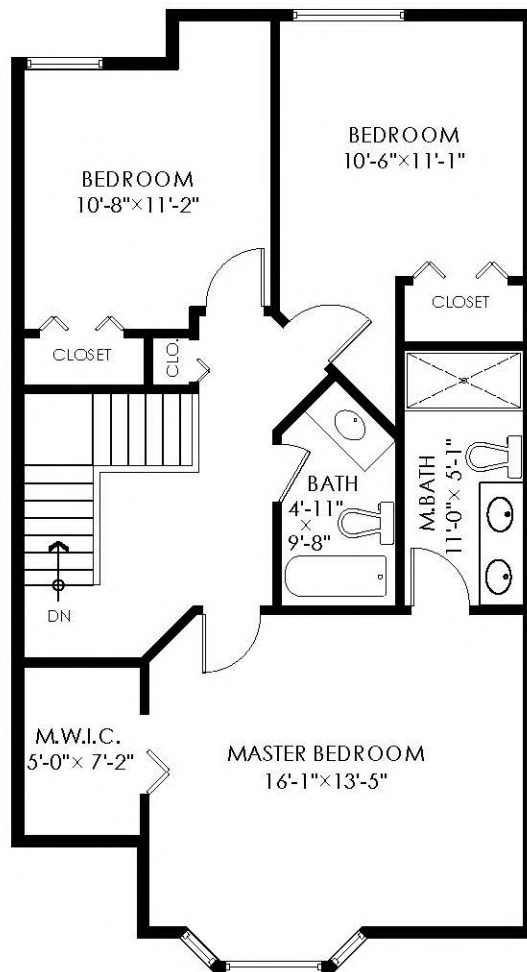 BEDROOM
10'-6"×11'-1"
BEDROOM
10'-8"×11'-2"
CLOSET
CLO.
CLOSET
BATH
4'-11"
×
9'-8"
M.BATH
11'-0"× 5'-1"
DN
M.W.I.C.
5'-0"× 7'-2"
MASTER BEDROOM
16'-1"×13'-5"